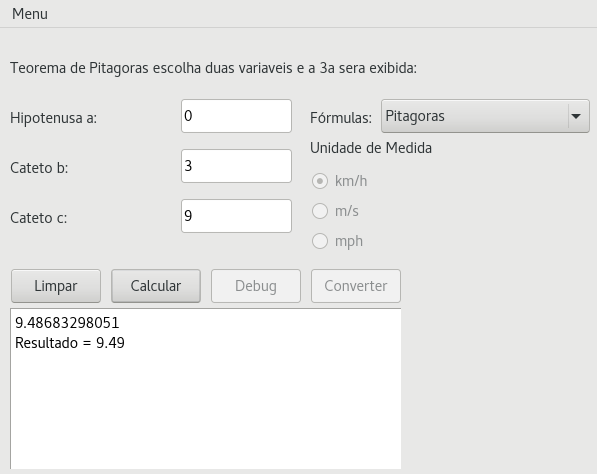 Menu
Teorema de Pitagoras escolha duas variaveis e a 3a sera exibida:
Hipotenusa a:
0
Fórmulas:
Pitagoras
Unidade de Medida
Cateto b:
3
km/h
m/s
Cateto c:
9
mph
Limpar
Calcular
Debug
Converter
9.48683298051
Resultado = 9.49